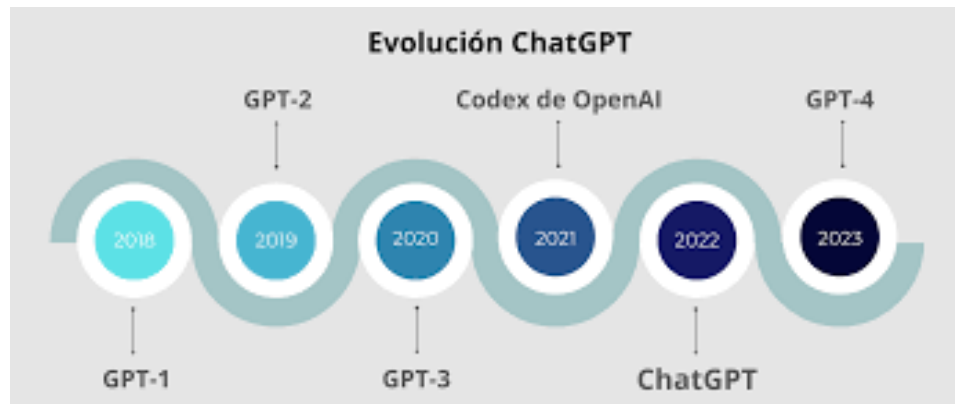 Evolución ChatGPT
GPT-2
Codex de OpenAI
GPT-4
2018
2019
2020
2021
2022
2023
GPT-1
GPT-3
ChatGPT